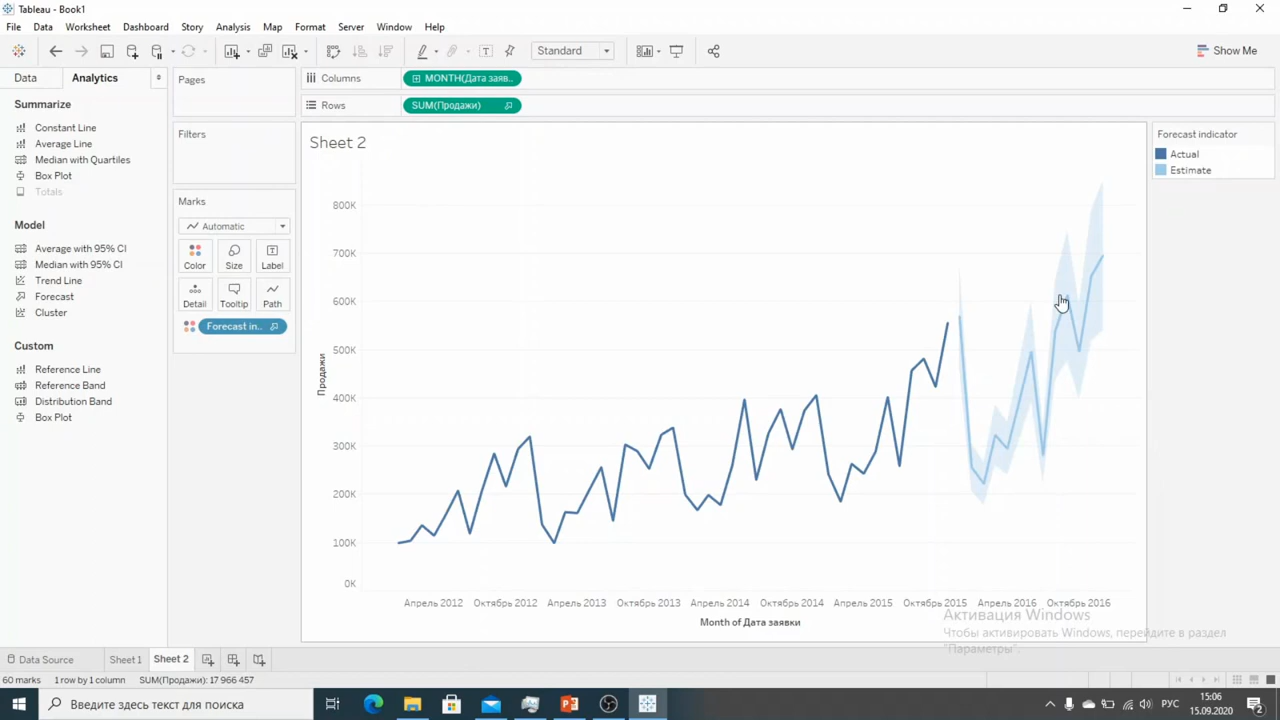 Tableau - Book1
File Data Worksheet Dashboard Story Analysis Map Format Server Window Help
Standard
Show Me
Data Analytics
Pages
Columns
MONTH(Дата заяв..
Rows
SUM(Продажи)
Summarize
Constant Line
Average Line
Median with Quartiles
Box Plot
Totals
Model
Average with 95% CI
Median with 95% CI
Trend Line
Forecast
Cluster
Custom
Reference Line
Reference Band
Distribution Band
Box Plot
Filters
Marks
Automatic
Color Size Label
Detail Tooltip Path
Forecast in..
Sheet 2
Продажи
800K
700K
600K
500K
400K
300K
200K
100K
0K
Апрель 2012 Октябрь 2012 Апрель 2013 Октябрь 2013 Апрель 2014 Октябрь 2014 Апрель 2015 Октябрь 2015 Апрель 2016 Октябрь 2016
Month of Дата заявки
Forecast indicator
Actual
Estimate
Активация Windows
Чтобы активировать Windows, перейдите в раздел
"Параметры".
Data Source Sheet 1 Sheet 2
60 marks 1 row by 1 column SUM(Продажи): 17 966 457
Введите здесь текст для поиска
РУС
15:06
15.09.2020
2